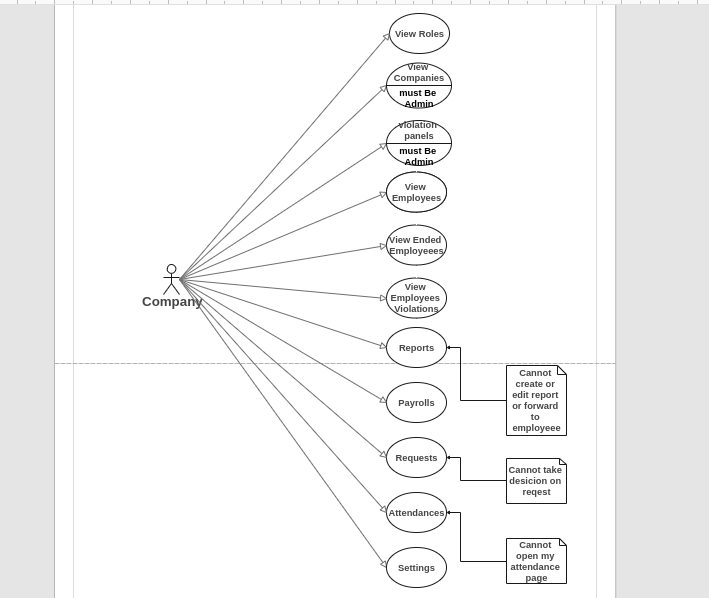 View Roles
View
Companies
must Be
Admin
violation
panels
must Be
Admin
View
Employees
View Ended
Employeees
View
Employees
Violations
Company
Reports
Cannot
create or
edit report
or forward
to
employeee
Payrolls
Requests
Cannot take
desicion on
reqest
Attendances
Cannot
open my
attendance
page
Settings